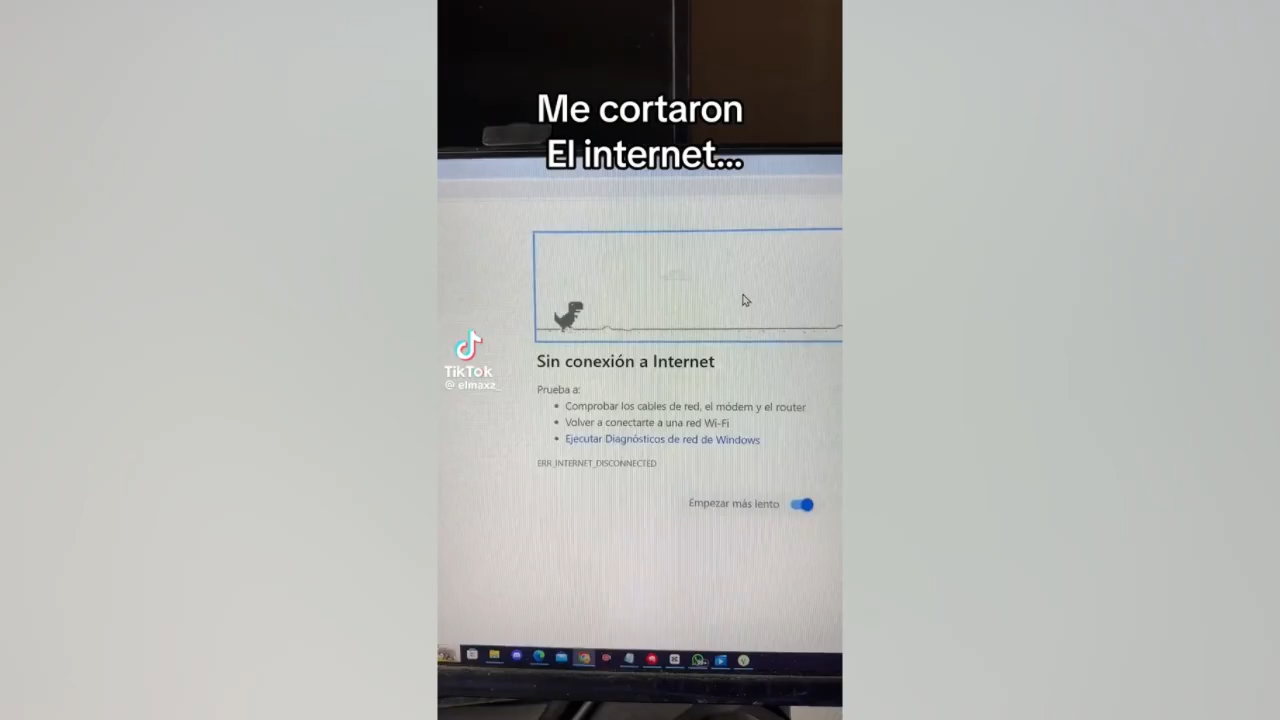 Me cortaron
El internet...
Sin conexión a Internet
Prueba a:
Comprobar los cables de red, el módem y el router
Volver a conectarte a una red Wi-Fi
Ejecutar Diagnósticos de red de Windows
ERR_INTERNET_DISCONNECTED
Empezar más lento
TikTok
@elmaxz_